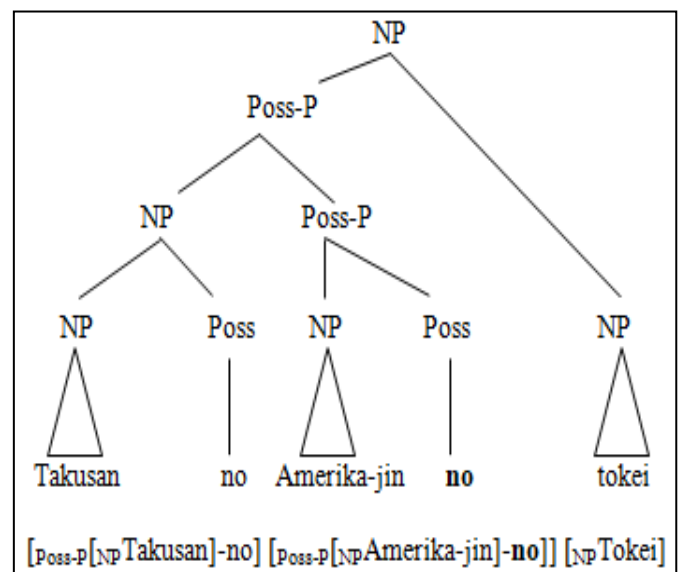 NP
Poss-P
NP Poss-P
NP Poss NP Poss NP
Takusan no Amerika-jin no tokei
[Poss-P[NPTakusan]-no] [Poss-P[NPAmerika-jin]-no]] [NPTokei]